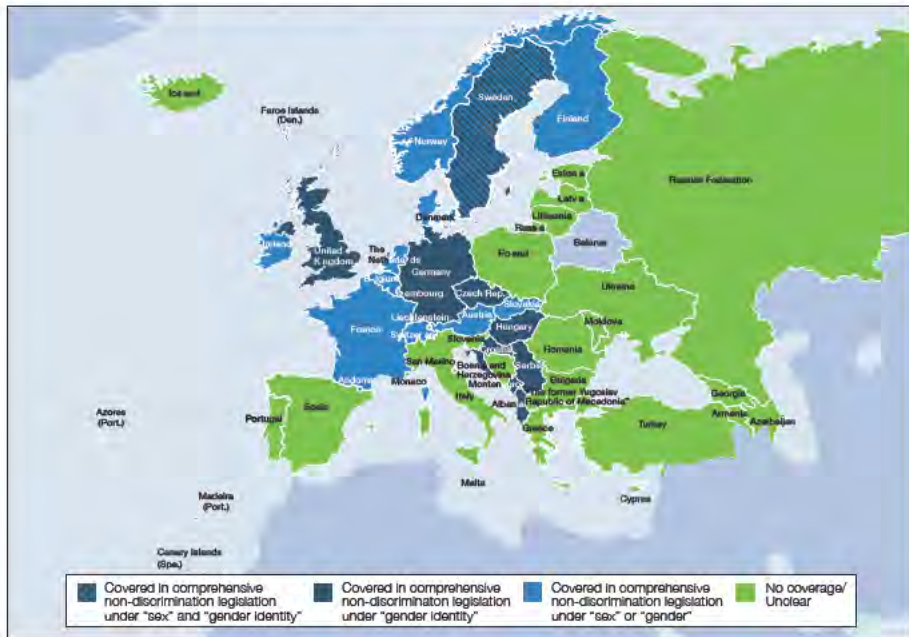 Iceland
Faroe Islands
(Den.)
Sweden
Finland
Norway
Russian Federation
Estonia
Latvia
Denmark
Lithuania
Russia
Ireland
United
Kingdom
The
Netherlands
Belarus
Germany
Poland
Belgium
Luxembourg
Czech Rep.
Ukraine
Slovakia
Liechtenstein
Austria
France
Hungary
Moldova
Slovenia
Romania
San Marino
Croatia
Bosnia and
Herzegovina
Serbia
Andorra
Monaco
Monten
Bulgaria
Georgia
Italy
The former Yugoslav
Republic of Macedonia"
Armenia
Azerbaijan
Azores
(Port.)
Portugal
Spain
Greece
Turkey
Malta
Cyprus
Madeira
(Port.)
Canary Islands
(Spa.)
Covered in comprehensive
non-discrimination legislation
under "sex" and "gender identity"
Covered in comprehensive
non-discriminaton legislation
under "gender identity"
Covered in comprehensive
non-discrimination legislation
under "sex" or "gender"
No coverage/
Unclear